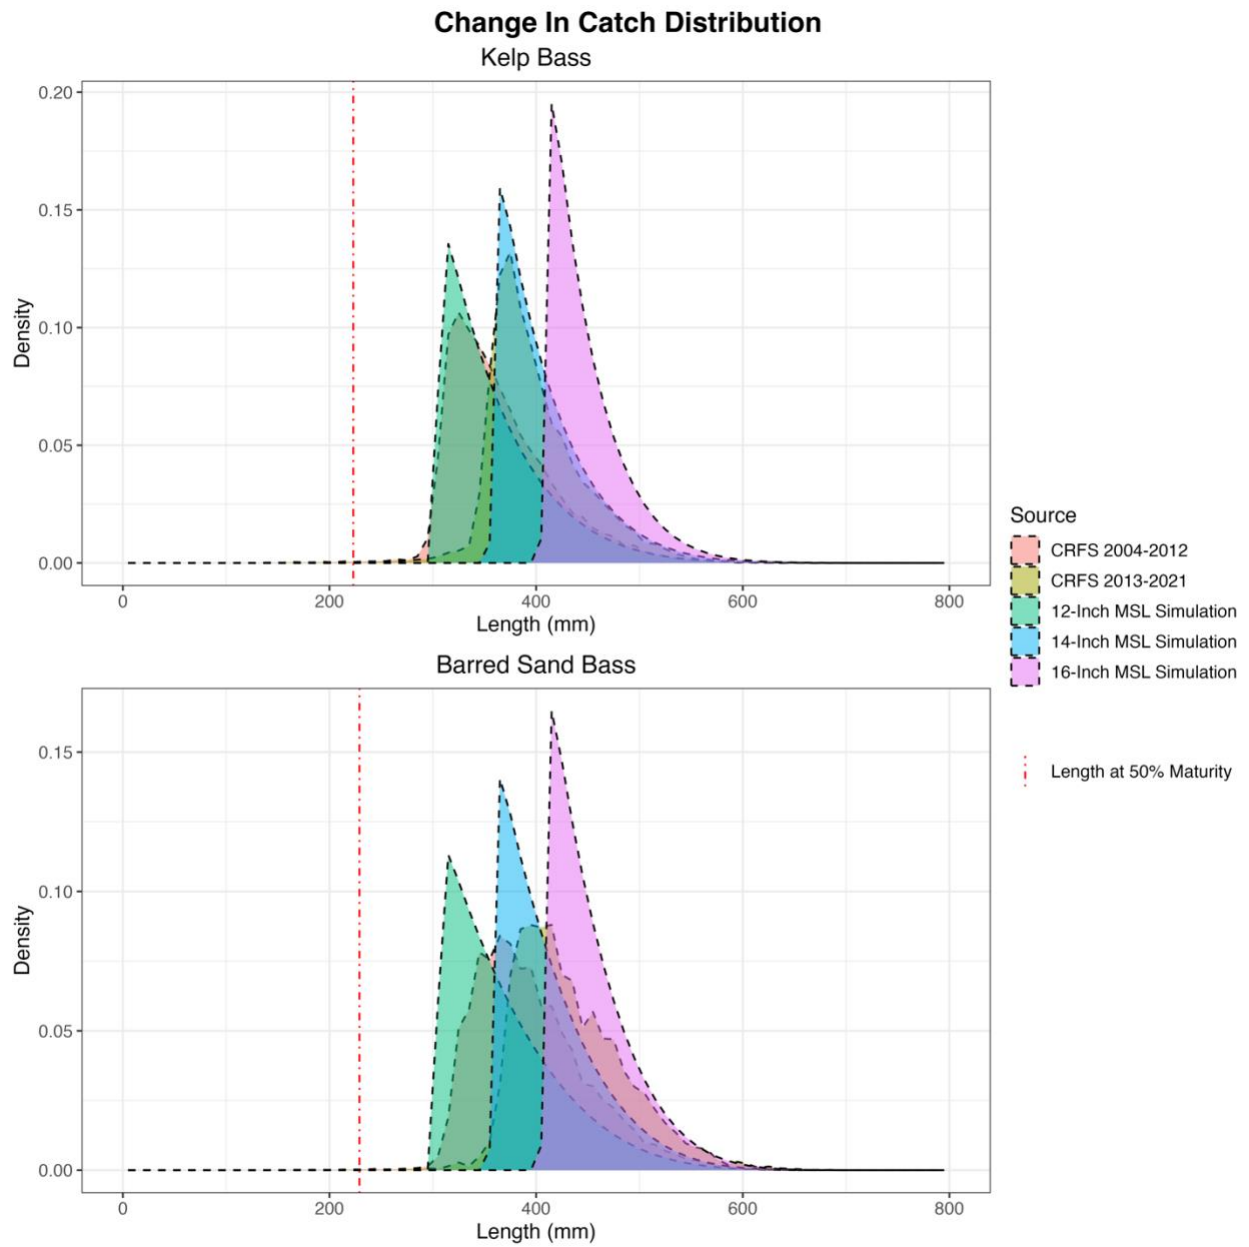 Change In Catch Distribution
Kelp Bass
0.20
0.15
0.10
0.05
0.00
Density
0 200 400 600 800
Length (mm)
Barred Sand Bass
0.15
0.10
0.05
0.00
Density
0 200 400 600 800
Length (mm)
Source
CRFS 2004-2012
CRFS 2013-2021
12-Inch MSL Simulation
14-Inch MSL Simulation
16-Inch MSL Simulation
Length at 50% Maturity